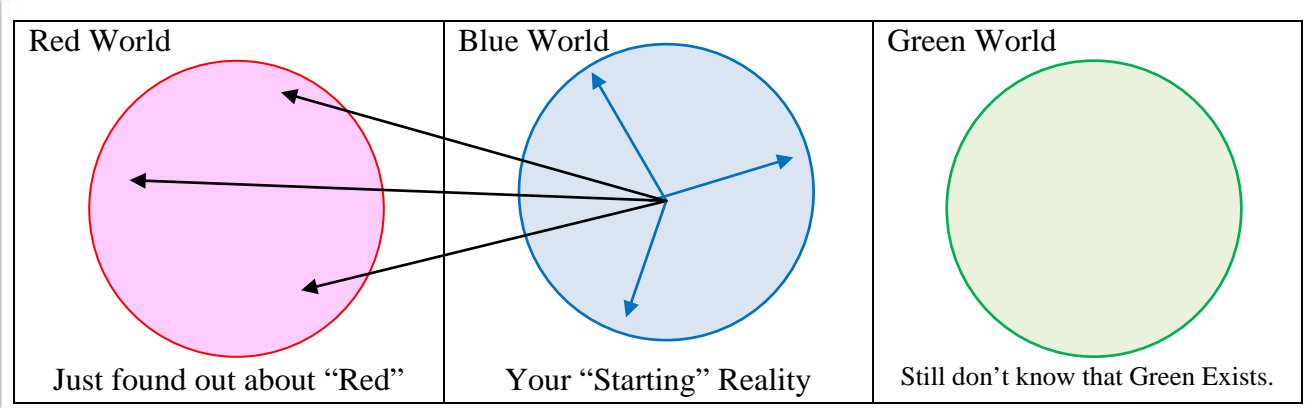 Red World
Blue World
Green World
Just found out about “Red”
Your “Starting” Reality
Still don’t know that Green Exists.